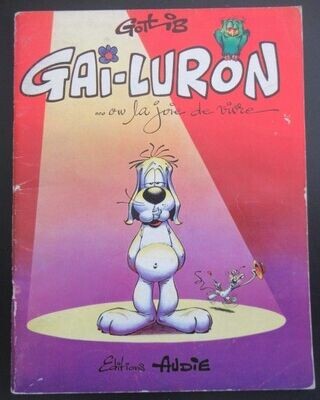 Gotlib
GAI-LURON
...ou la joie de vivre...
Editions AUDIE